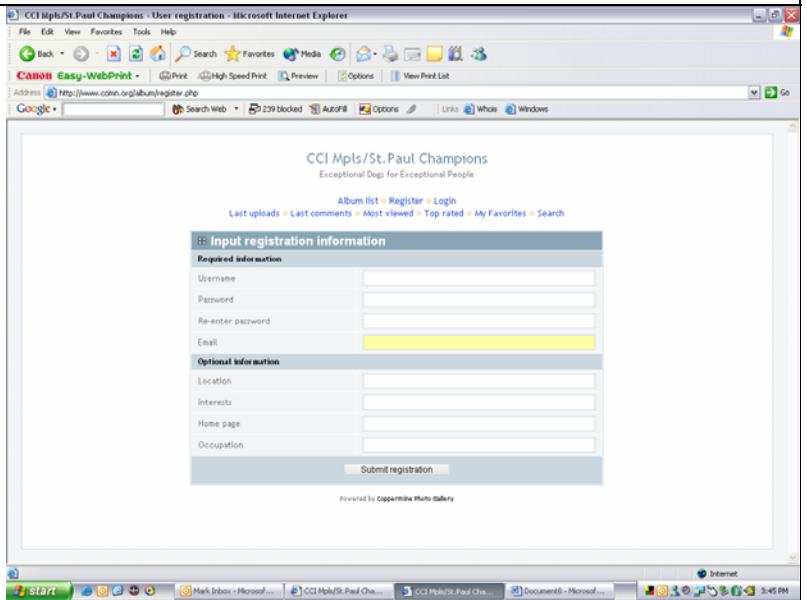 CCI Mpls/St.Paul Champions - User registration - Microsoft Internet Explorer
File Edit View Favorites Tools Help
Back Search Favorites Media
Canon Easy-WebPrint Print High Speed Print Preview Options View Print List
Address http://www.ccimn.org/album/register.php Go
Google Search Web 239 blocked AutoFill Options Links Whois Windows
CCI Mpls/St.Paul Champions
Exceptional Dogs for Exceptional People
Album list Register Login
Last uploads Last comments Most viewed Top rated My Favorites Search
Input registration information
Required information
Username
Password
Re-enter password
Email
Optional information
Location
Interests
Home page
Occupation
Submit registration
Powered by Coppermine Photo Gallery
Internet
start Mark Inbox - Microsof... CCI Mpls/St.Paul Cha... CCI Mpls/St.Paul Cha... Document8 - Microsof... 3:45 PM